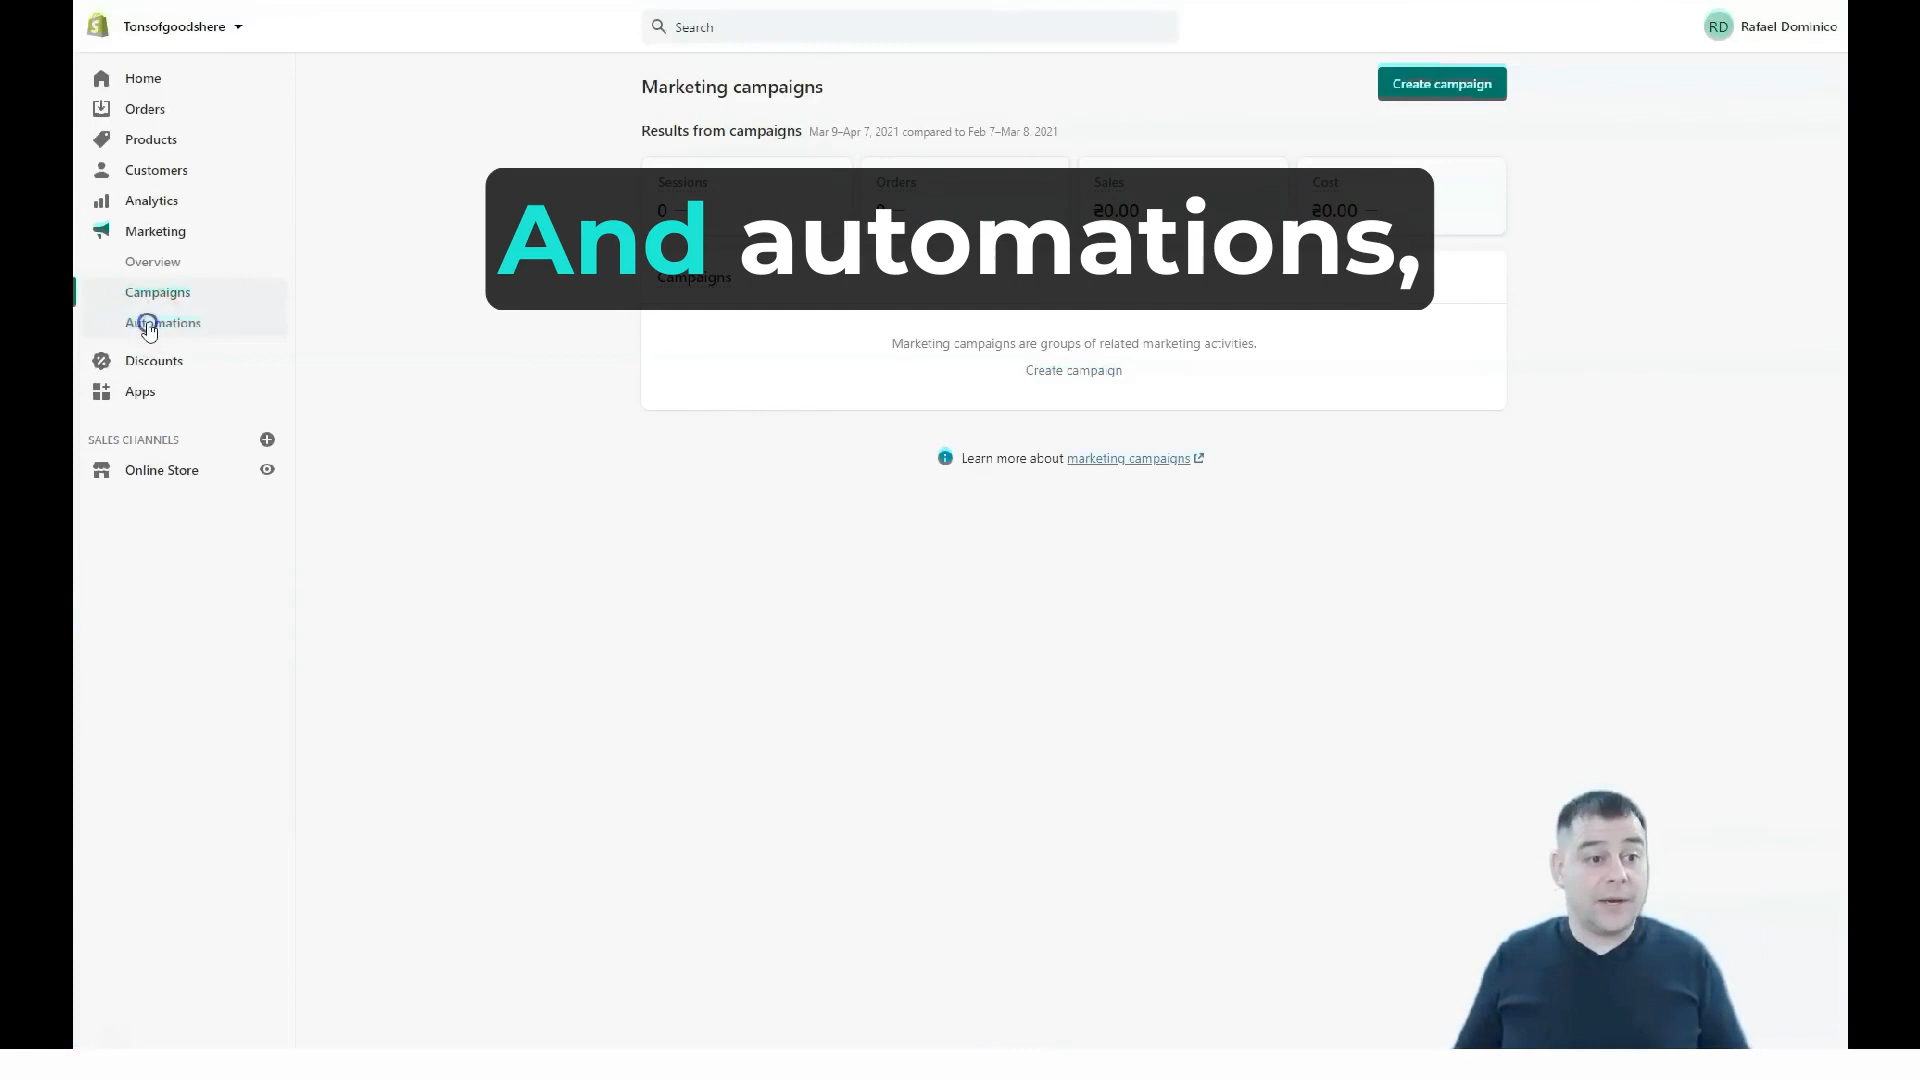 Tonsofgoodshere
Search
RD Rafael Dominico
Home
Orders
Products
Customers
Analytics
Marketing
Overview
Campaigns
Automations
Discounts
Apps
SALES CHANNELS
Online Store
Marketing campaigns
Create campaign
Results from campaigns Mar 9–Apr 7, 2021 compared to Feb 7–Mar 8, 2021
Sessions Orders Sales Cost
0 — 0 — ₴0.00 ₴0.00 —
And automations,
Campaigns
Marketing campaigns are groups of related marketing activities.
Create campaign
Learn more about marketing campaigns